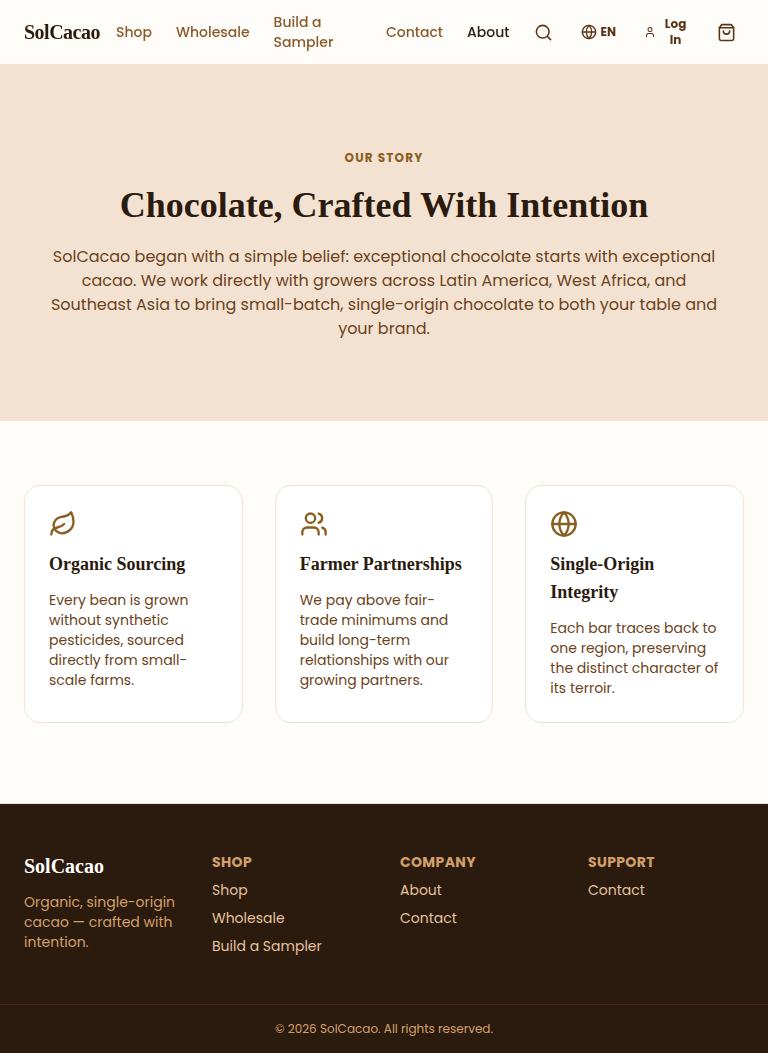 SolCacao
Shop
Wholesale
Build a
Sampler
Contact
About
EN
Log
In
OUR STORY
Chocolate, Crafted With Intention
SolCacao began with a simple belief: exceptional chocolate starts with exceptional
cacao. We work directly with growers across Latin America, West Africa, and
Southeast Asia to bring small-batch, single-origin chocolate to both your table and
your brand.
Organic Sourcing
Every bean is grown
without synthetic
pesticides, sourced
directly from small-
scale farms.
Farmer Partnerships
We pay above fair-
trade minimums and
build long-term
relationships with our
growing partners.
Single-Origin
Integrity
Each bar traces back to
one region, preserving
the distinct character of
its terroir.
SolCacao
Organic, single-origin
cacao — crafted with
intention.
SHOP
Shop
Wholesale
Build a Sampler
COMPANY
About
Contact
SUPPORT
Contact
© 2026 SolCacao. All rights reserved.